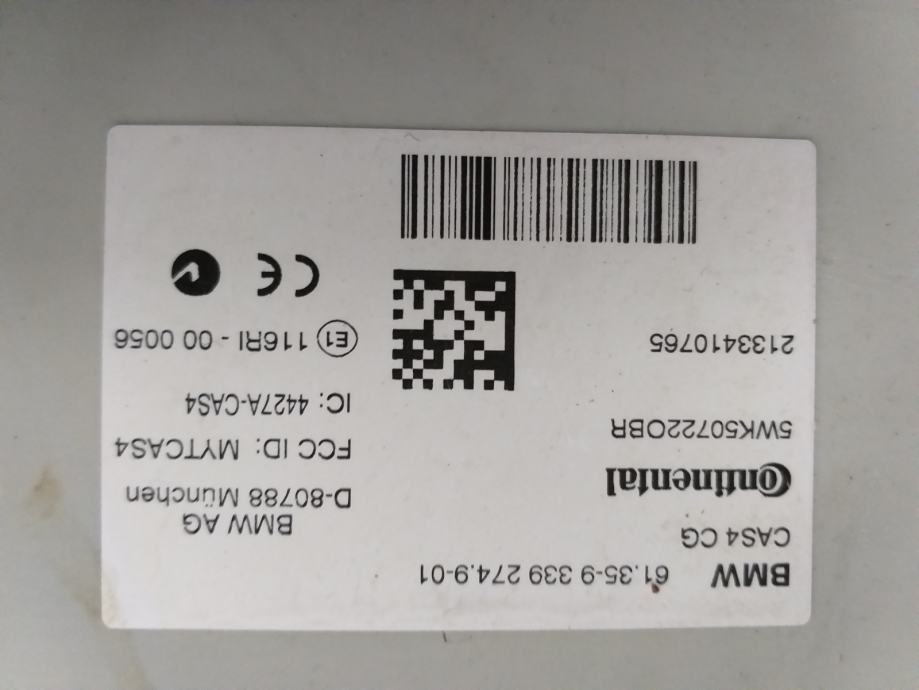 BMW 61.35-9 339 274.9-01
CAS4 CG
Continental
5WK50722OBR
2133410765
BMW AG
D-80788 München
FCC ID: MYTCAS4
IC: 4427A-CAS4
E1 116RI - 00 0056
CE